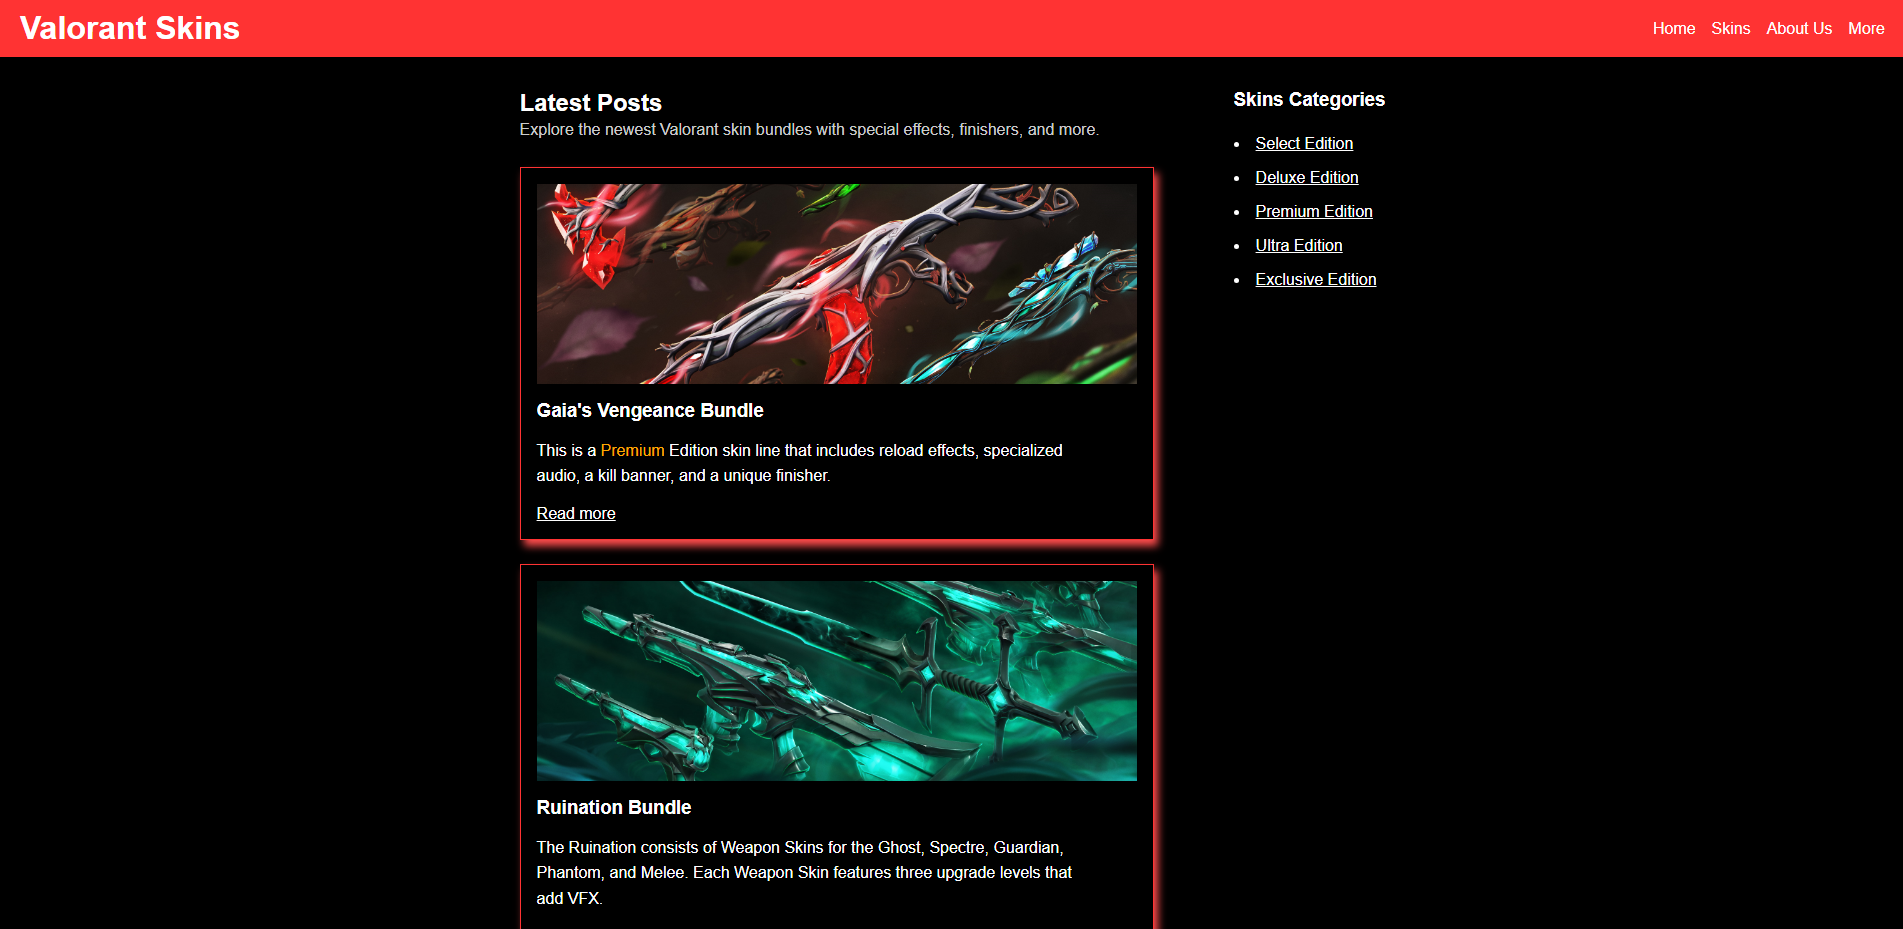 Valorant Skins
Home Skins About Us More
Latest Posts
Explore the newest Valorant skin bundles with special effects, finishers, and more.
Gaia's Vengeance Bundle
This is a Premium Edition skin line that includes reload effects, specialized
audio, a kill banner, and a unique finisher.
Read more
Ruination Bundle
The Ruination consists of Weapon Skins for the Ghost, Spectre, Guardian,
Phantom, and Melee. Each Weapon Skin features three upgrade levels that
add VFX.
Skins Categories
Select Edition
Deluxe Edition
Premium Edition
Ultra Edition
Exclusive Edition